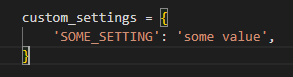 custom_settings = {
    'SOME_SETTING': 'some value',
}